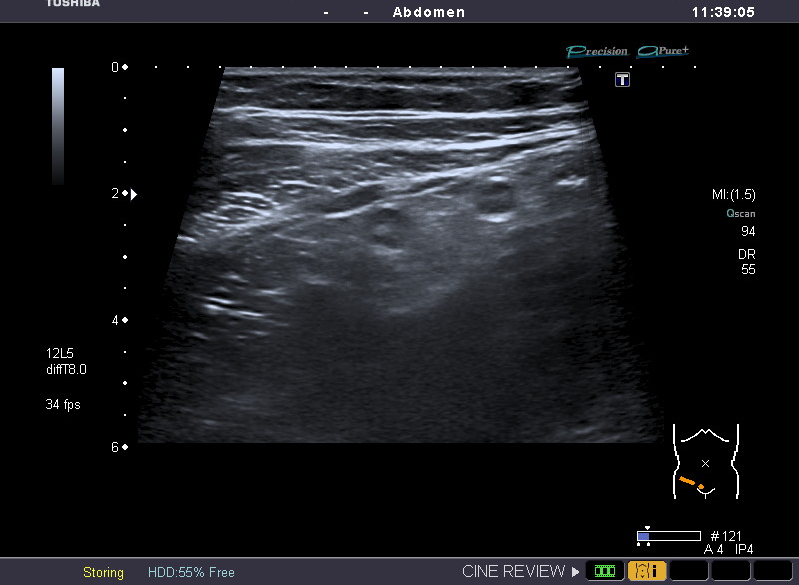 TOSHIBA
- - Abdomen 11:39:05
Precision APure+
T
0
2
4
6
MI:(1.5)
Qscan
94
DR
55
12L5
diffT8.0
34 fps
#121
A 4 IP4
Storing HDD:55% Free CINE REVIEW
i